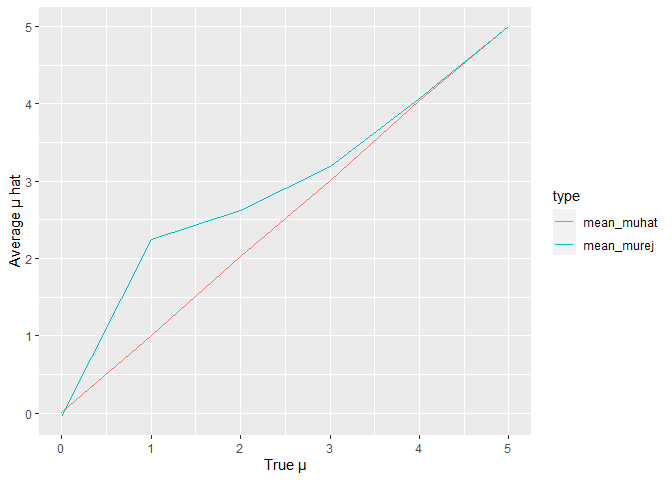 5
4
3
2
1
0
Average µ hat
0 1 2 3 4 5
True µ
type
mean_muhat
mean_murej